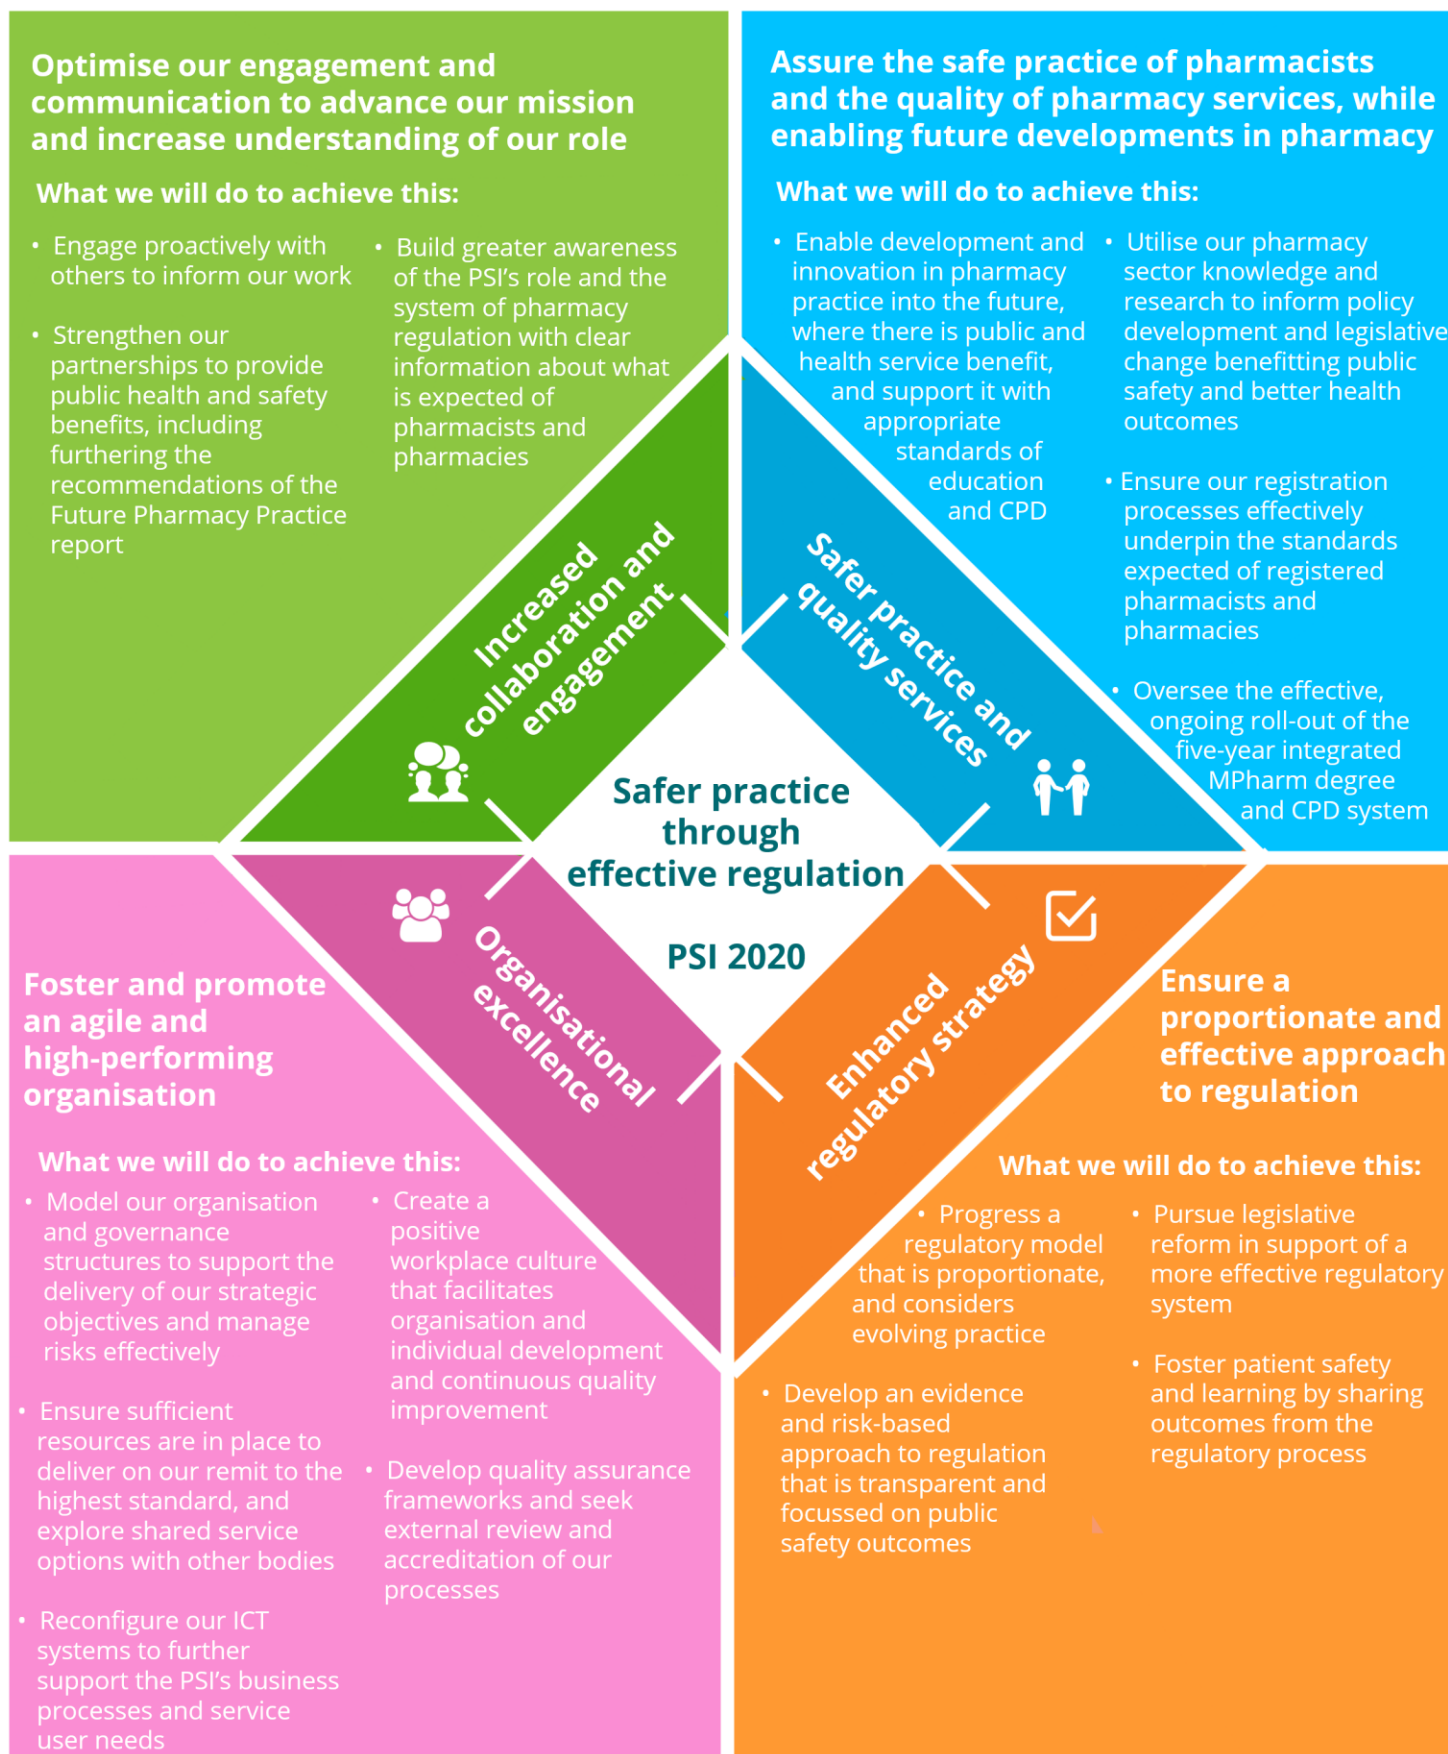 Optimise our engagement and
communication to advance our mission
and increase understanding of our role
What we will do to achieve this:
• Engage proactively with
others to inform our work
• Strengthen our
partnerships to provide
public health and safety
benefits, including
furthering the
recommendations of the
Future Pharmacy Practice
report
• Build greater awareness
of the PSI’s role and the
system of pharmacy
regulation with clear
information about what
is expected of
pharmacists and
pharmacies
Increased
collaboration and
engagement
Assure the safe practice of pharmacists
and the quality of pharmacy services, while
enabling future developments in pharmacy
What we will do to achieve this:
• Enable development and
innovation in pharmacy
practice into the future,
where there is public and
health service benefit,
and support it with
appropriate
standards of
education
and CPD
• Utilise our pharmacy
sector knowledge and
research to inform policy
development and legislative
change benefitting public
safety and better health
outcomes
• Ensure our registration
processes effectively
underpin the standards
expected of registered
pharmacists and
pharmacies
• Oversee the effective,
ongoing roll-out of the
five-year integrated
MPharm degree
and CPD system
Safer practice and
quality services
Safer practice
through
effective regulation
PSI 2020
Organisational
excellence
Foster and promote
an agile and
high-performing
organisation
What we will do to achieve this:
• Model our organisation
and governance
structures to support the
delivery of our strategic
objectives and manage
risks effectively
• Ensure sufficient
resources are in place to
deliver on our remit to the
highest standard, and
explore shared service
options with other bodies
• Reconfigure our ICT
systems to further
support the PSI’s business
processes and service
user needs
• Create a
positive
workplace culture
that facilitates
organisation and
individual development
and continuous quality
improvement
• Develop quality assurance
frameworks and seek
external review and
accreditation of our
processes
Enhanced
regulatory strategy
Ensure a
proportionate and
effective approach
to regulation
What we will do to achieve this:
• Progress a
regulatory model
that is proportionate,
and considers
evolving practice
• Develop an evidence
and risk-based
approach to regulation
that is transparent and
focussed on public
safety outcomes
• Pursue legislative
reform in support of a
more effective regulatory
system
• Foster patient safety
and learning by sharing
outcomes from the
regulatory process